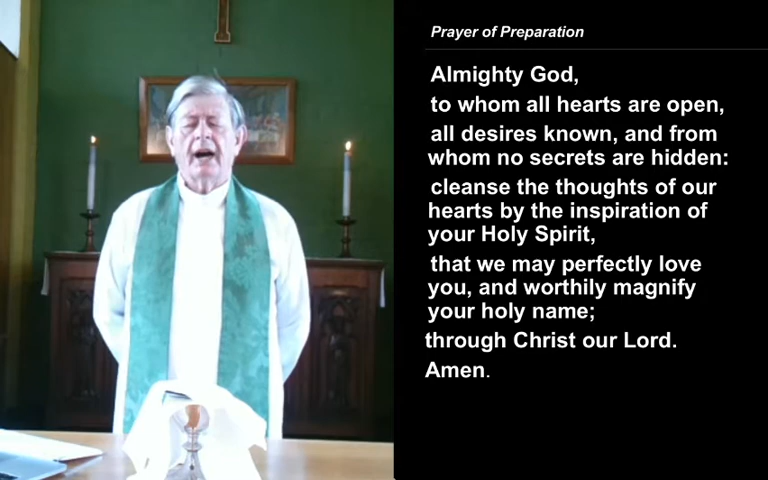 Prayer of Preparation
Almighty God,
to whom all hearts are open,
all desires known, and from
whom no secrets are hidden:
cleanse the thoughts of our
hearts by the inspiration of
your Holy Spirit,
that we may perfectly love
you, and worthily magnify
your holy name;
through Christ our Lord.
Amen.